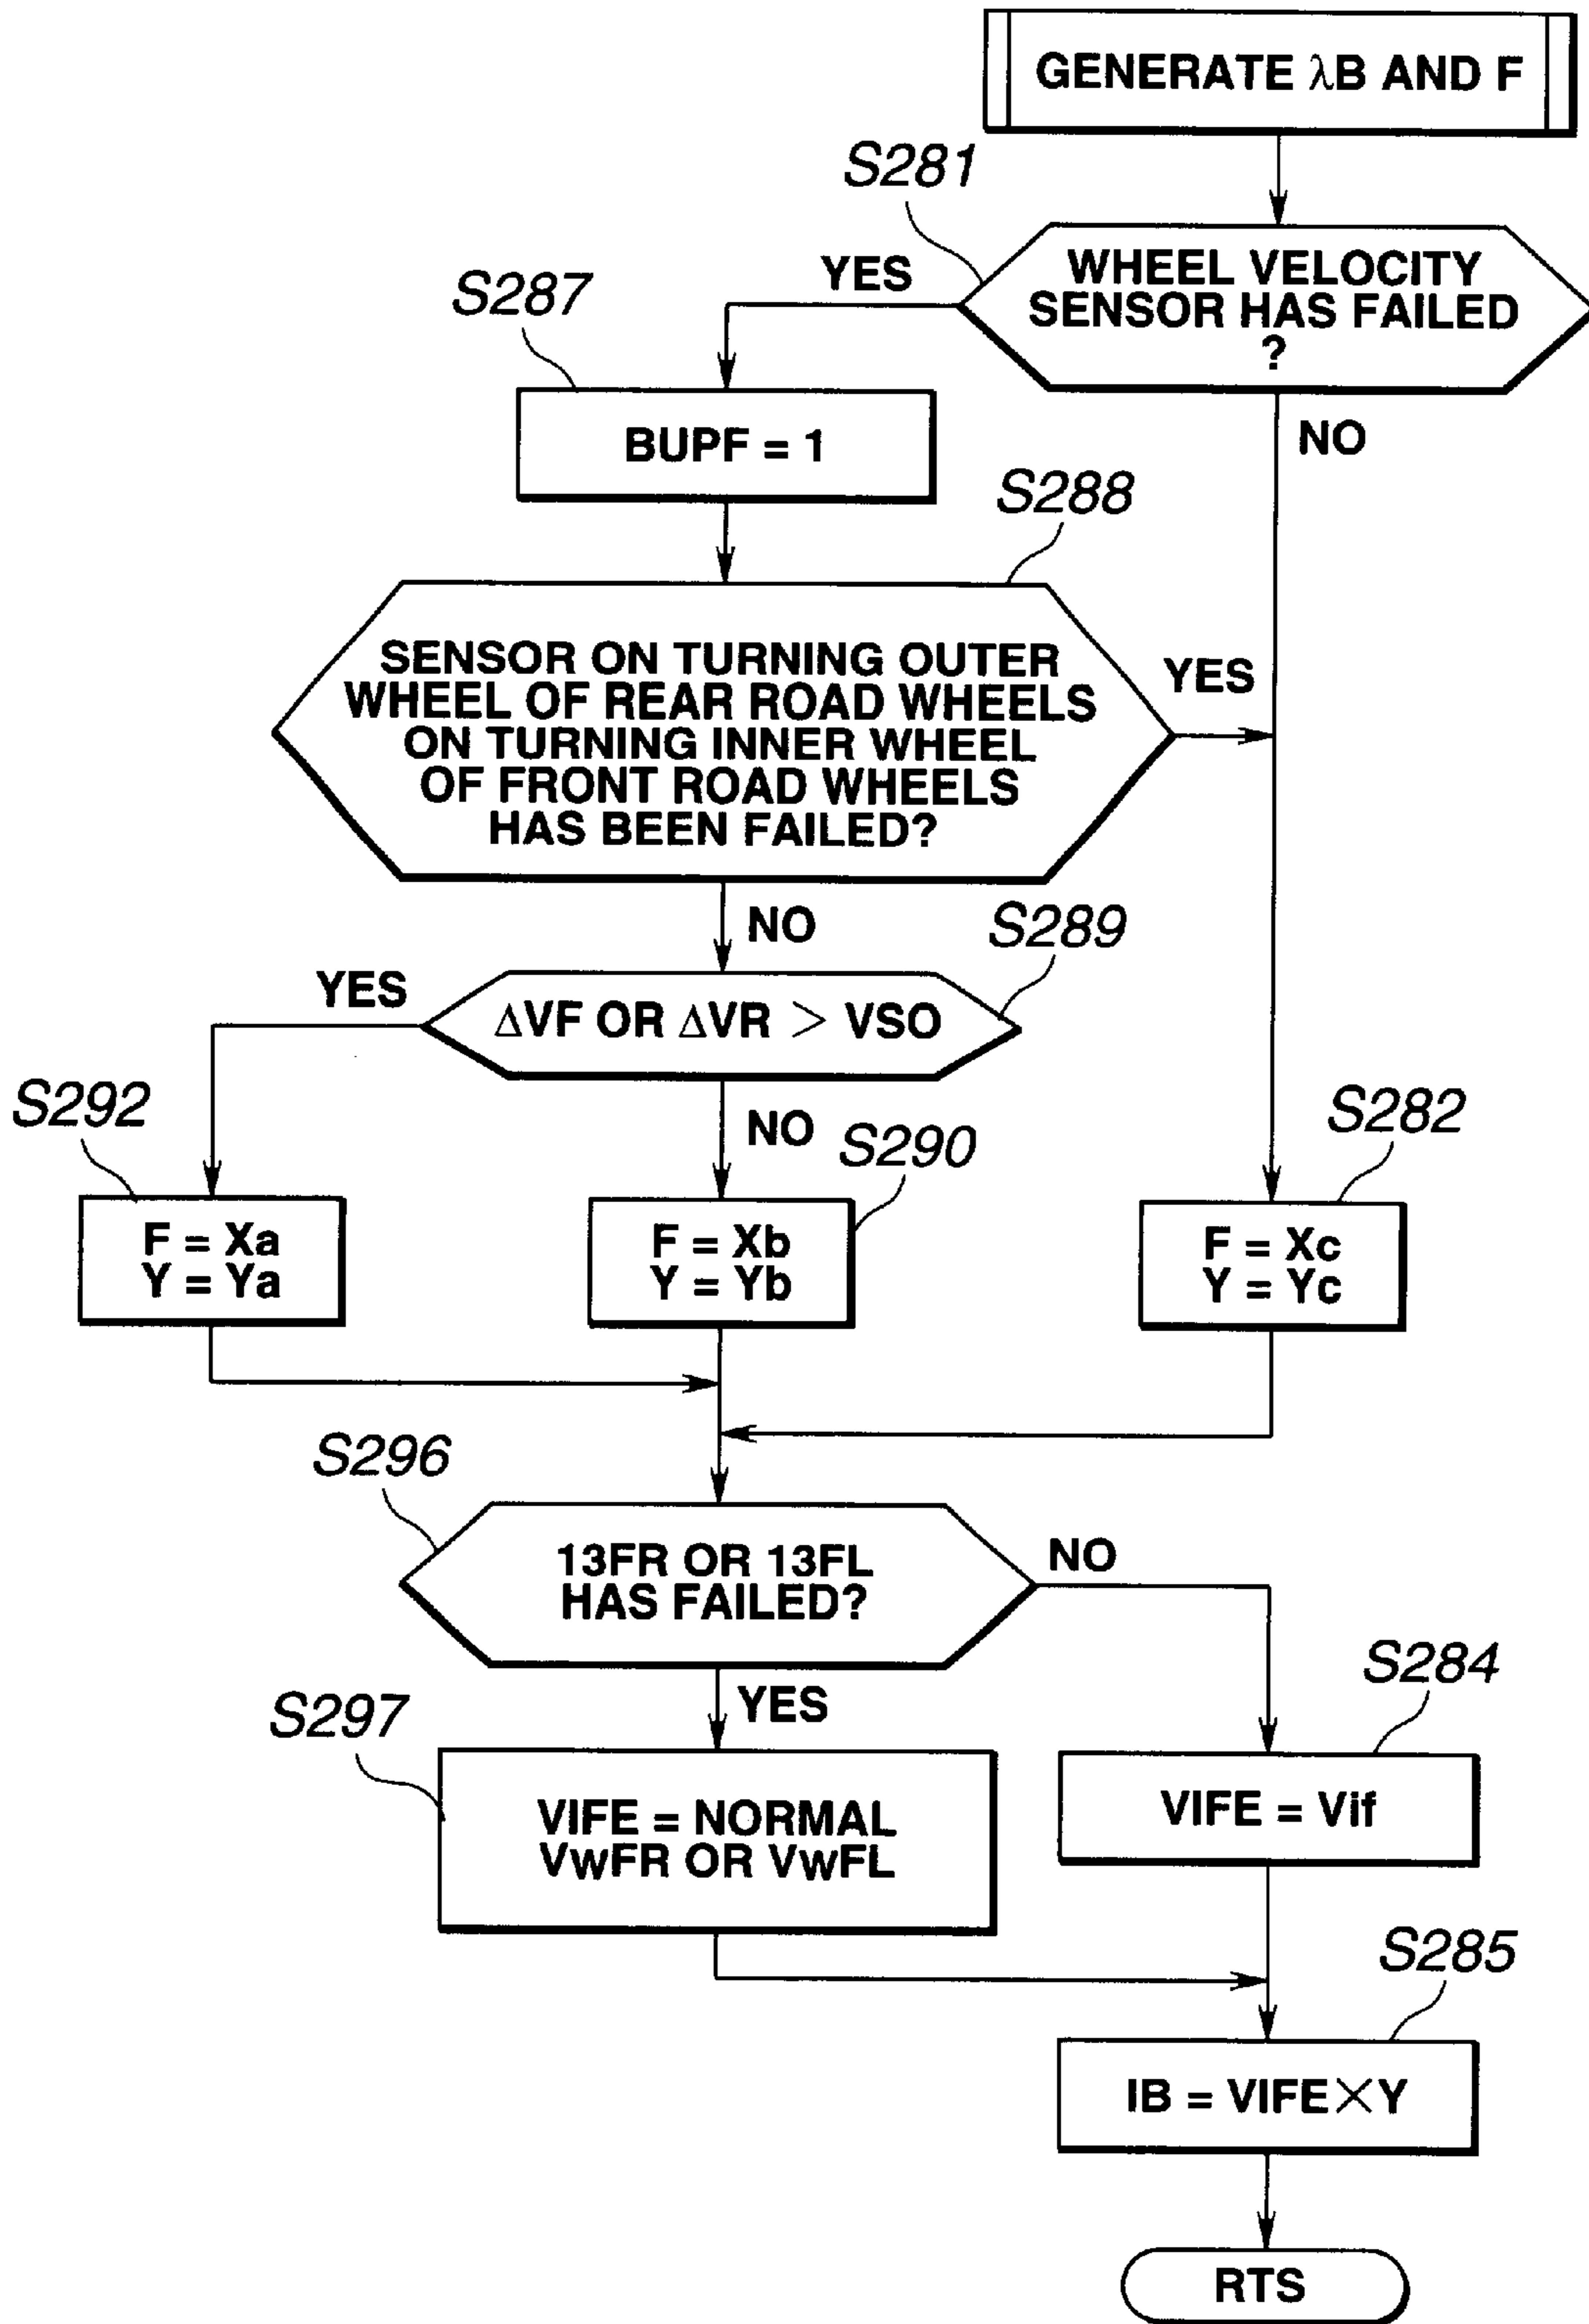 GENERATE λB AND F
S281
WHEEL VELOCITY
SENSOR HAS FAILED
?
YES
NO
S287
BUPF = 1
S288
SENSOR ON TURNING OUTER
WHEEL OF REAR ROAD WHEELS
ON TURNING INNER WHEEL
OF FRONT ROAD WHEELS
HAS BEEN FAILED?
YES
NO
S289
ΔVF OR ΔVR > VSO
YES
NO
S292
F = Xa
Y = Ya
S290
F = Xb
Y = Yb
S282
F = Xc
Y = Yc
S296
13FR OR 13FL
HAS FAILED?
NO
YES
S297
VIFE = NORMAL
VwFR OR VwFL
S284
VIFE = Vif
S285
IB = VIFE×Y
RTS